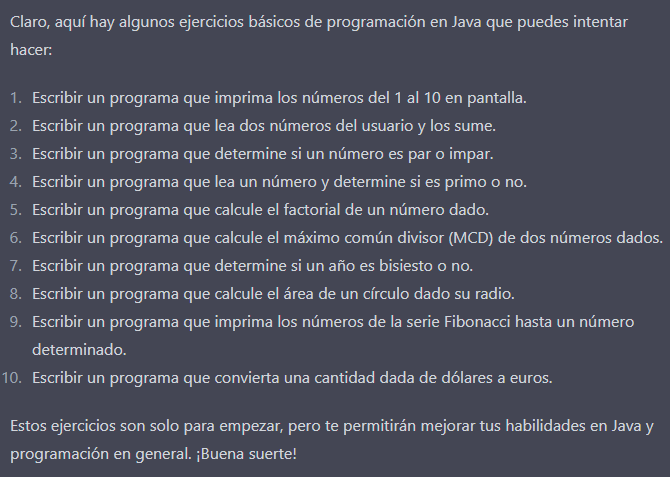 Claro, aquí hay algunos ejercicios básicos de programación en Java que puedes intentar
hacer:
1. Escribir un programa que imprima los números del 1 al 10 en pantalla.
2. Escribir un programa que lea dos números del usuario y los sume.
3. Escribir un programa que determine si un número es par o impar.
4. Escribir un programa que lea un número y determine si es primo o no.
5. Escribir un programa que calcule el factorial de un número dado.
6. Escribir un programa que calcule el máximo común divisor (MCD) de dos números dados.
7. Escribir un programa que determine si un año es bisiesto o no.
8. Escribir un programa que calcule el área de un círculo dado su radio.
9. Escribir un programa que imprima los números de la serie Fibonacci hasta un número
determinado.
10. Escribir un programa que convierta una cantidad dada de dólares a euros.
Estos ejercicios son solo para empezar, pero te permitirán mejorar tus habilidades en Java y
programación en general. ¡Buena suerte!